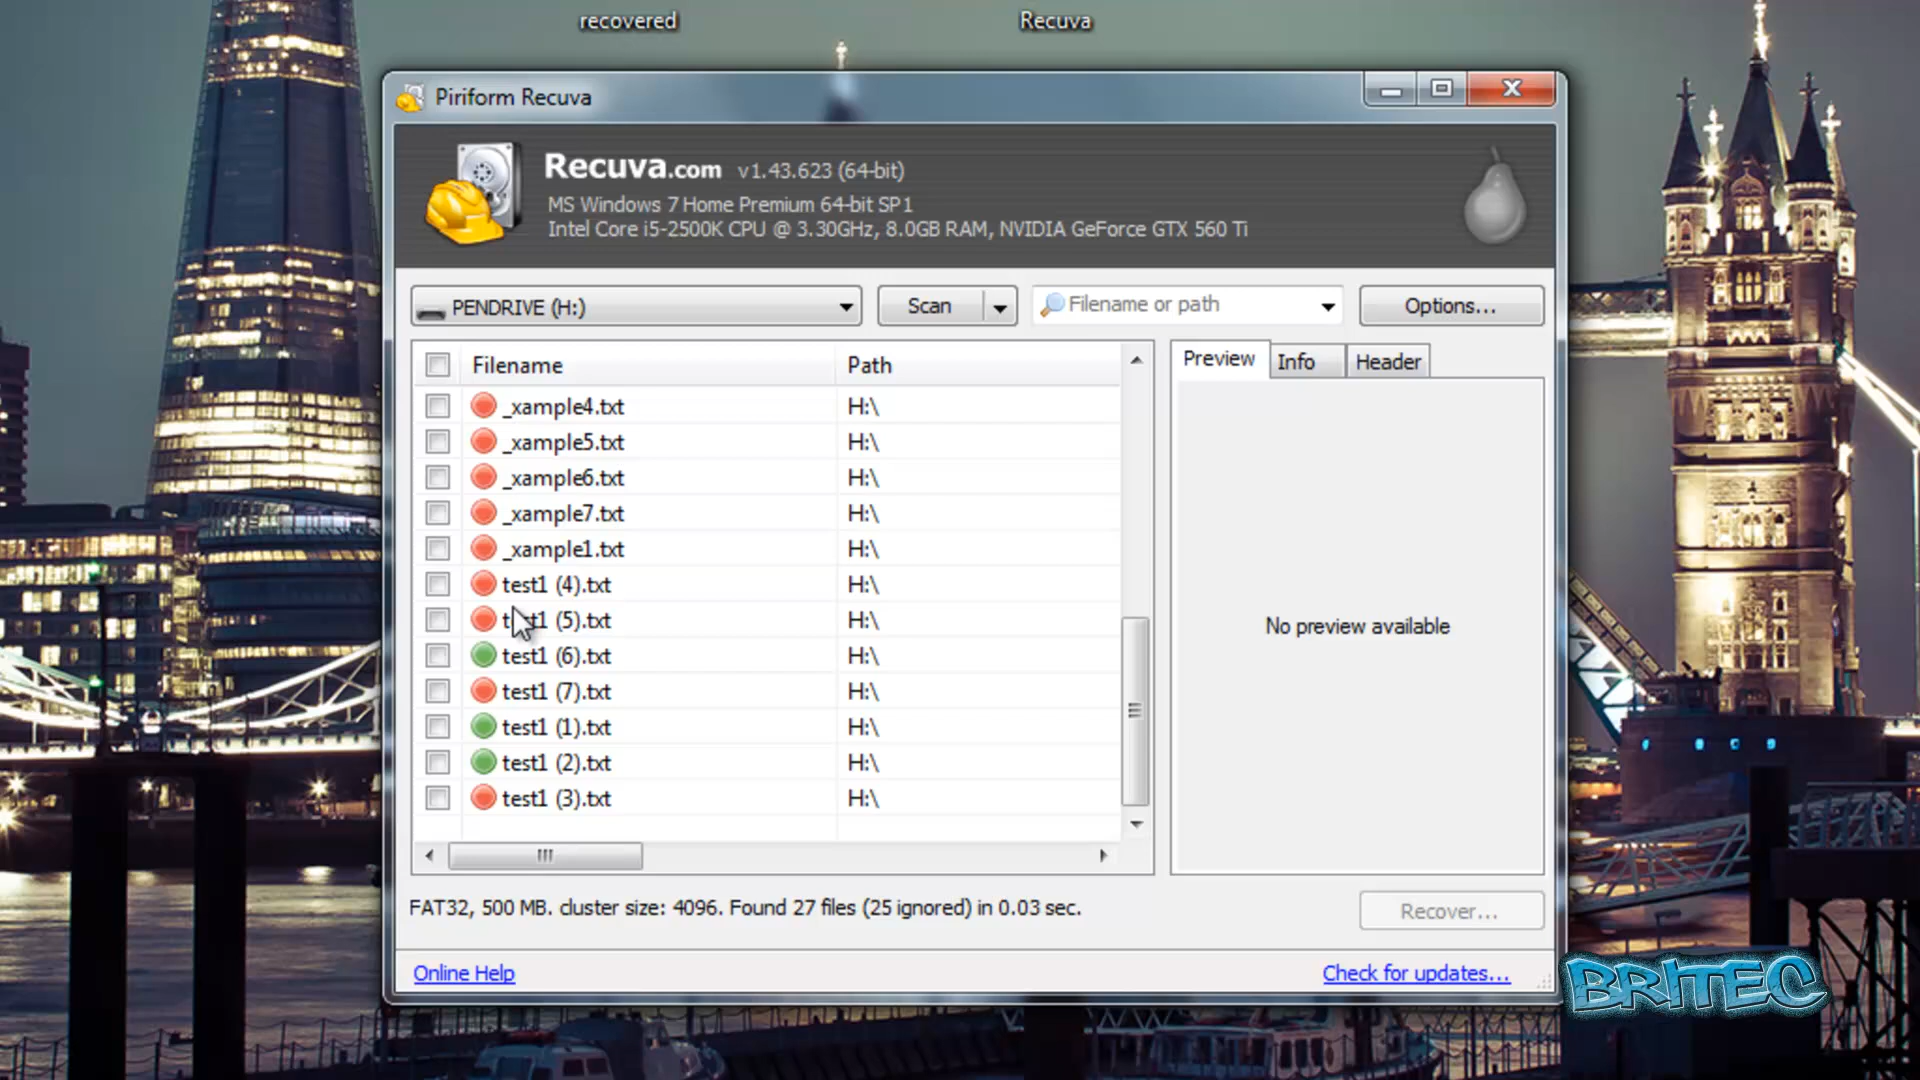 recovered
Recuva
Piriform Recuva
Recuva.com v1.43.623 (64-bit)
MS Windows 7 Home Premium 64-bit SP1
Intel Core i5-2500K CPU @ 3.30GHz, 8.0GB RAM, NVIDIA GeForce GTX 560 Ti
PENDRIVE (H:)
Scan
Filename or path
Options...
Filename Path
Preview Info Header
_xample4.txt H:\
_xample5.txt H:\
_xample6.txt H:\
_xample7.txt H:\
_xample1.txt H:\
test1 (4).txt H:\
test1 (5).txt H:\
test1 (6).txt H:\
test1 (7).txt H:\
test1 (1).txt H:\
test1 (2).txt H:\
test1 (3).txt H:\
No preview available
FAT32, 500 MB. cluster size: 4096. Found 27 files (25 ignored) in 0.03 sec.
Recover...
Online Help
Check for updates...
BRITEC